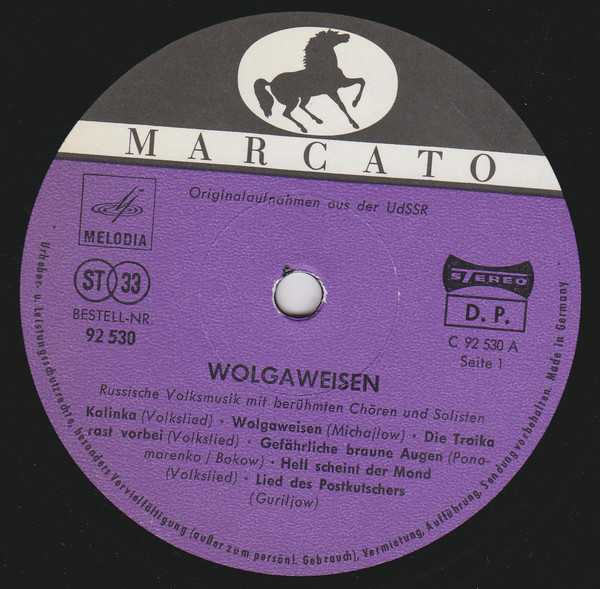 MARCATO
Originalaufnahmen aus der UdSSR
MELODIA
ST 33
BESTELL-NR.
92 530
STEREO
D. P.
C 92 530 A
Seite 1
WOLGAWEISEN
Russische Volksmusik mit berühmten Chören und Solisten
Kalinka (Volkslied) · Wolgaweisen (Michajlow) · Die Troika
rast vorbei (Volkslied) · Gefährliche braune Augen (Pono-
marenko / Bokow) · Hell scheint der Mond
(Volkslied) · Lied des Postkutschers
(Guriljow)
Urheber- u. Leistungsschutzrechte, besonders Vervielfältigung (außer zum persönl. Gebrauch), Vermietung, Aufführung, Sendung vorbehalten. Made in Germany